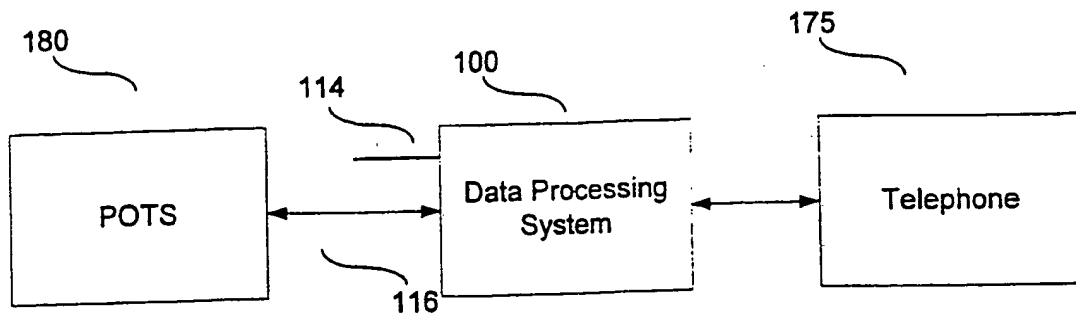 180
175
100
114
POTS
Data Processing
System
Telephone
116